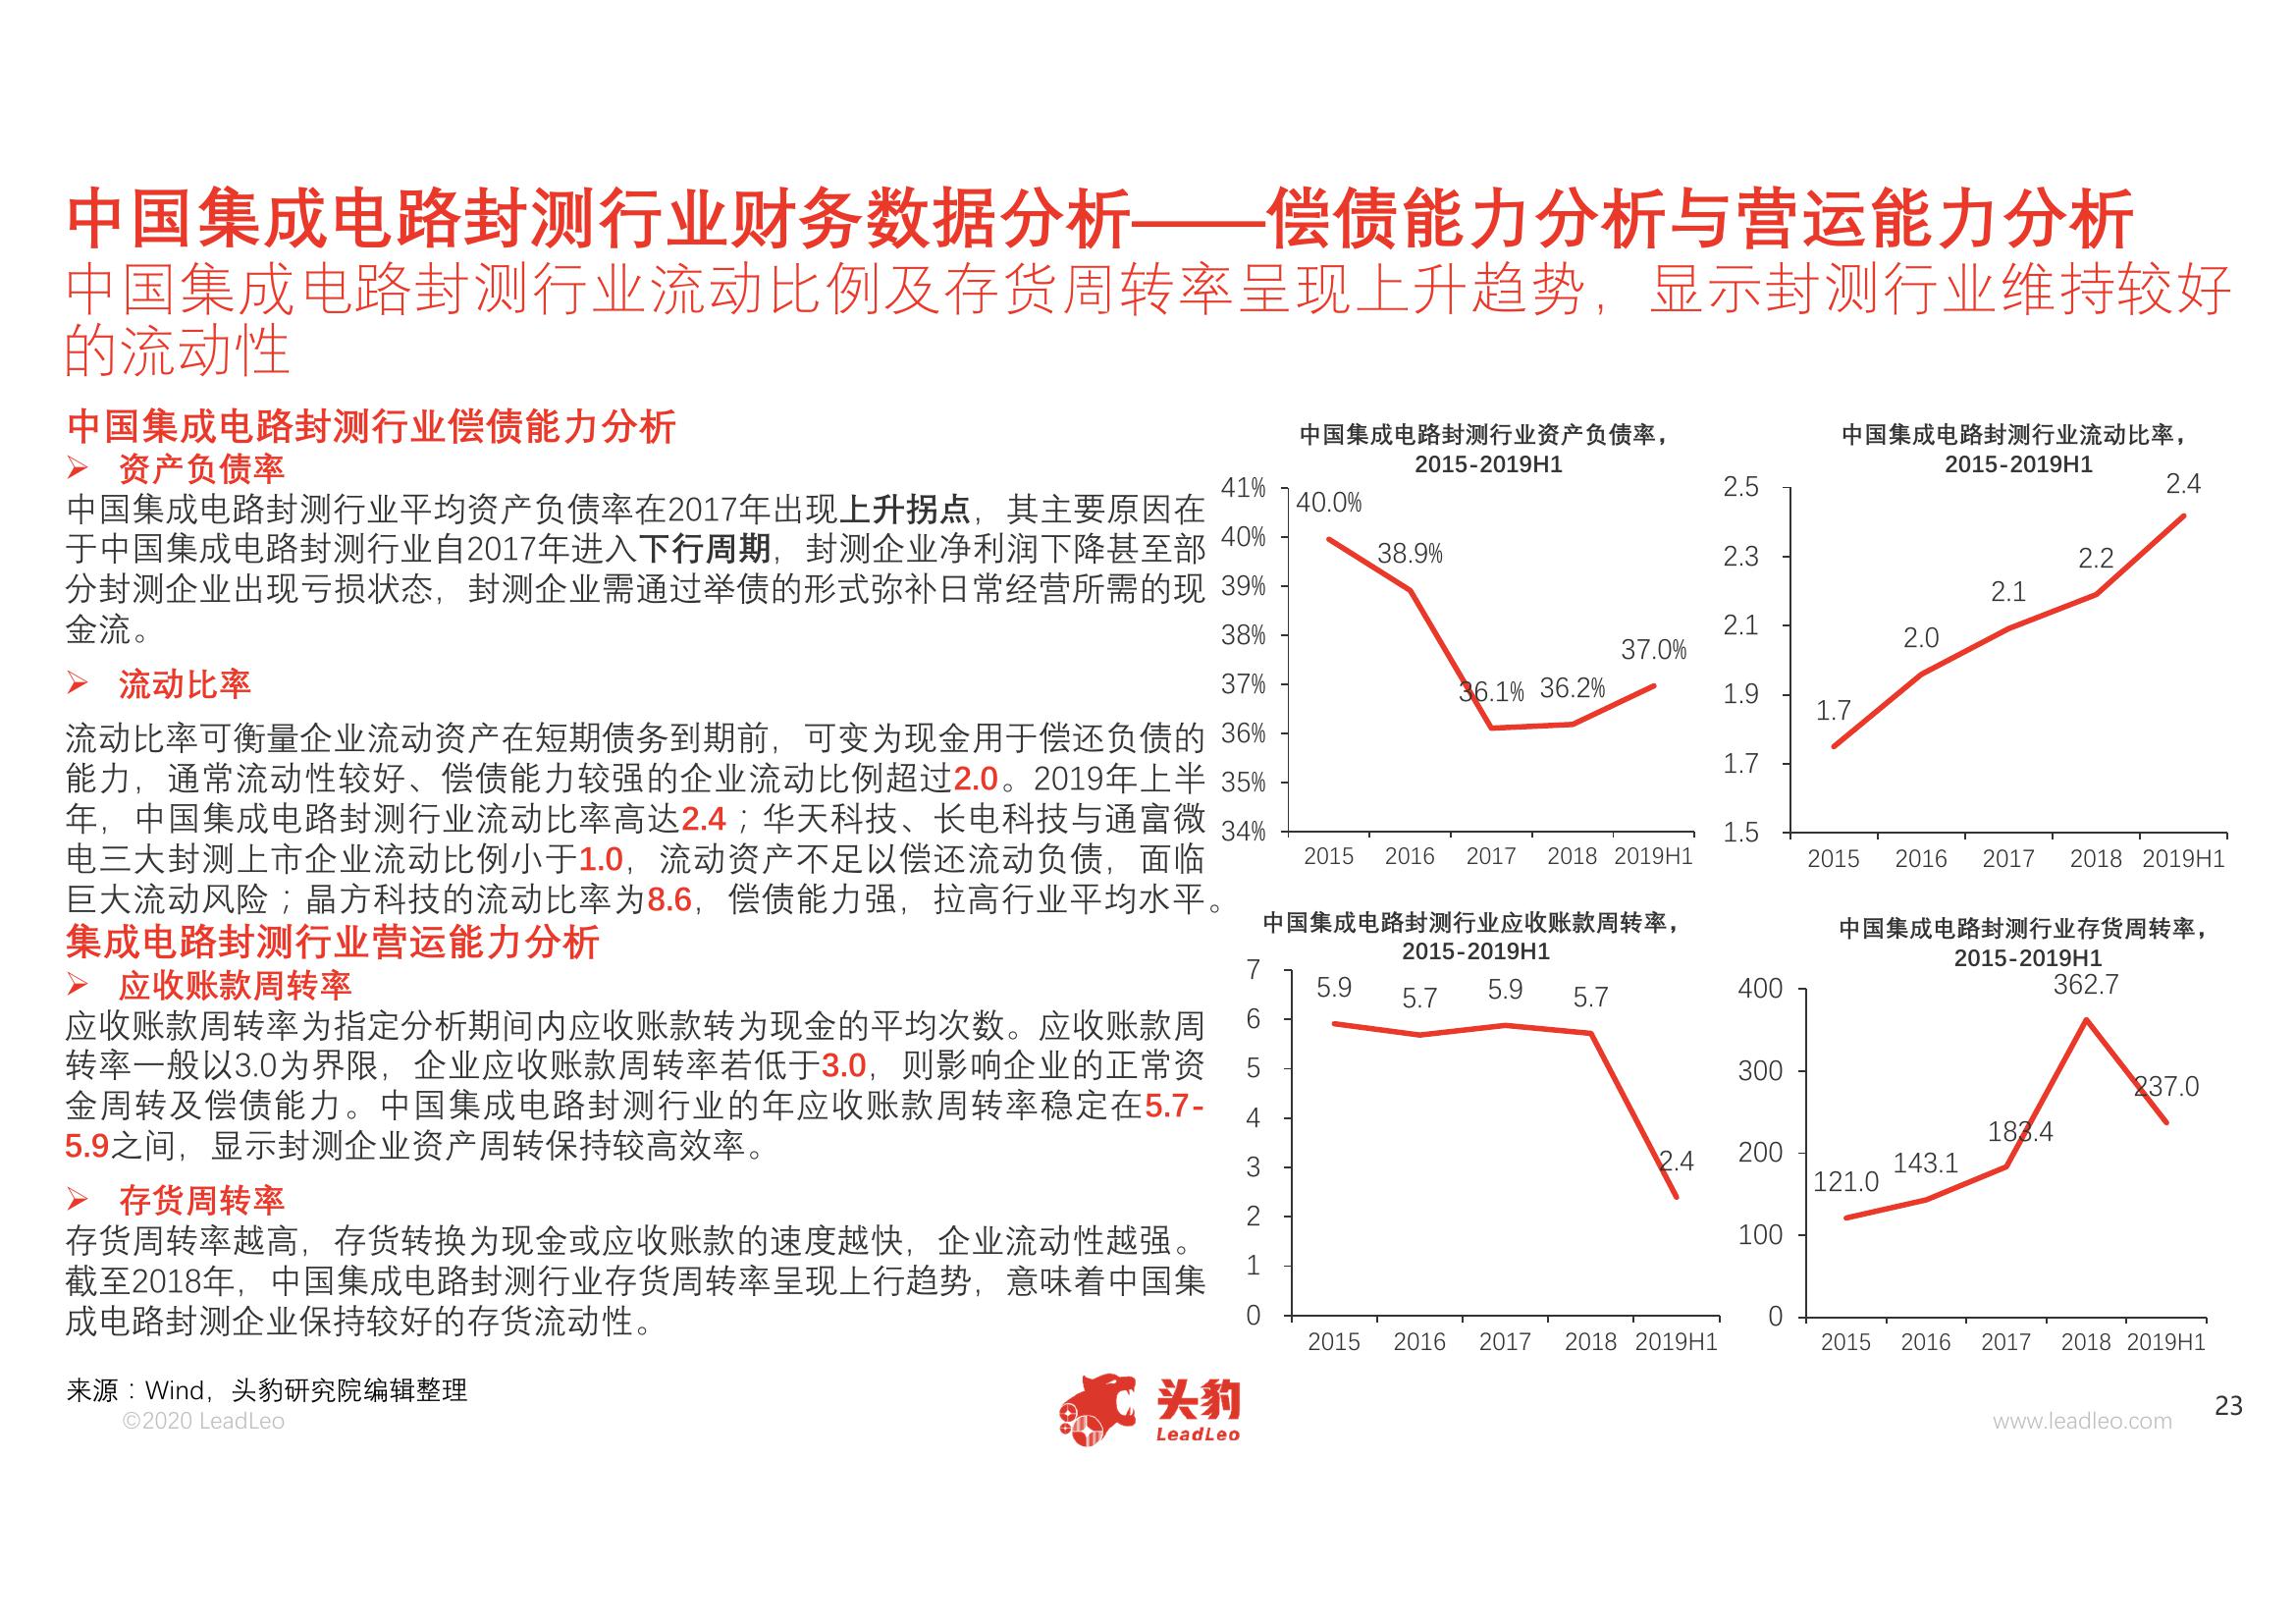 中国集成电路封测行业财务数据分析——偿债能力分析与营运能力分析
中国集成电路封测行业流动比例及存货周转率呈现上升趋势，显示封测行业维持较好
的流动性
中国集成电路封测行业偿债能力分析
➢ 资产负债率
中国集成电路封测行业平均资产负债率在2017年出现上升拐点，其主要原因在
于中国集成电路封测行业自2017年进入下行周期，封测企业净利润下降甚至部
分封测企业出现亏损状态，封测企业需通过举债的形式弥补日常经营所需的现
金流。
➢ 流动比率
流动比率可衡量企业流动资产在短期债务到期前，可变为现金用于偿还负债的
能力，通常流动性较好、偿债能力较强的企业流动比例超过2.0。2019年上半
年，中国集成电路封测行业流动比率高达2.4；华天科技、长电科技与通富微
电三大封测上市企业流动比例小于1.0，流动资产不足以偿还流动负债，面临
巨大流动风险；晶方科技的流动比率为8.6，偿债能力强，拉高行业平均水平。
集成电路封测行业营运能力分析
➢ 应收账款周转率
应收账款周转率为指定分析期间内应收账款转为现金的平均次数。应收账款周
转率一般以3.0为界限，企业应收账款周转率若低于3.0，则影响企业的正常资
金周转及偿债能力。中国集成电路封测行业的年应收账款周转率稳定在5.7-
5.9之间，显示封测企业资产周转保持较高效率。
➢ 存货周转率
存货周转率越高，存货转换为现金或应收账款的速度越快，企业流动性越强。
截至2018年，中国集成电路封测行业存货周转率呈现上行趋势，意味着中国集
成电路封测企业保持较好的存货流动性。
中国集成电路封测行业资产负债率，
2015-2019H1
41%
40%
39%
38%
37%
36%
35%
34%
40.0%
38.9%
36.1%
36.2%
37.0%
2015 2016 2017 2018 2019H1
中国集成电路封测行业流动比率，
2015-2019H1
2.5
2.3
2.1
1.9
1.7
1.5
1.7
2.0
2.1
2.2
2.4
2015 2016 2017 2018 2019H1
中国集成电路封测行业应收账款周转率，
2015-2019H1
7
6
5
4
3
2
1
0
5.9
5.7
5.9
5.7
2.4
2015 2016 2017 2018 2019H1
中国集成电路封测行业存货周转率，
2015-2019H1
400
300
200
100
0
121.0
143.1
183.4
362.7
237.0
2015 2016 2017 2018 2019H1
来源：Wind，头豹研究院编辑整理
©2020 LeadLeo
头豹
LeadLeo
www.leadleo.com
23